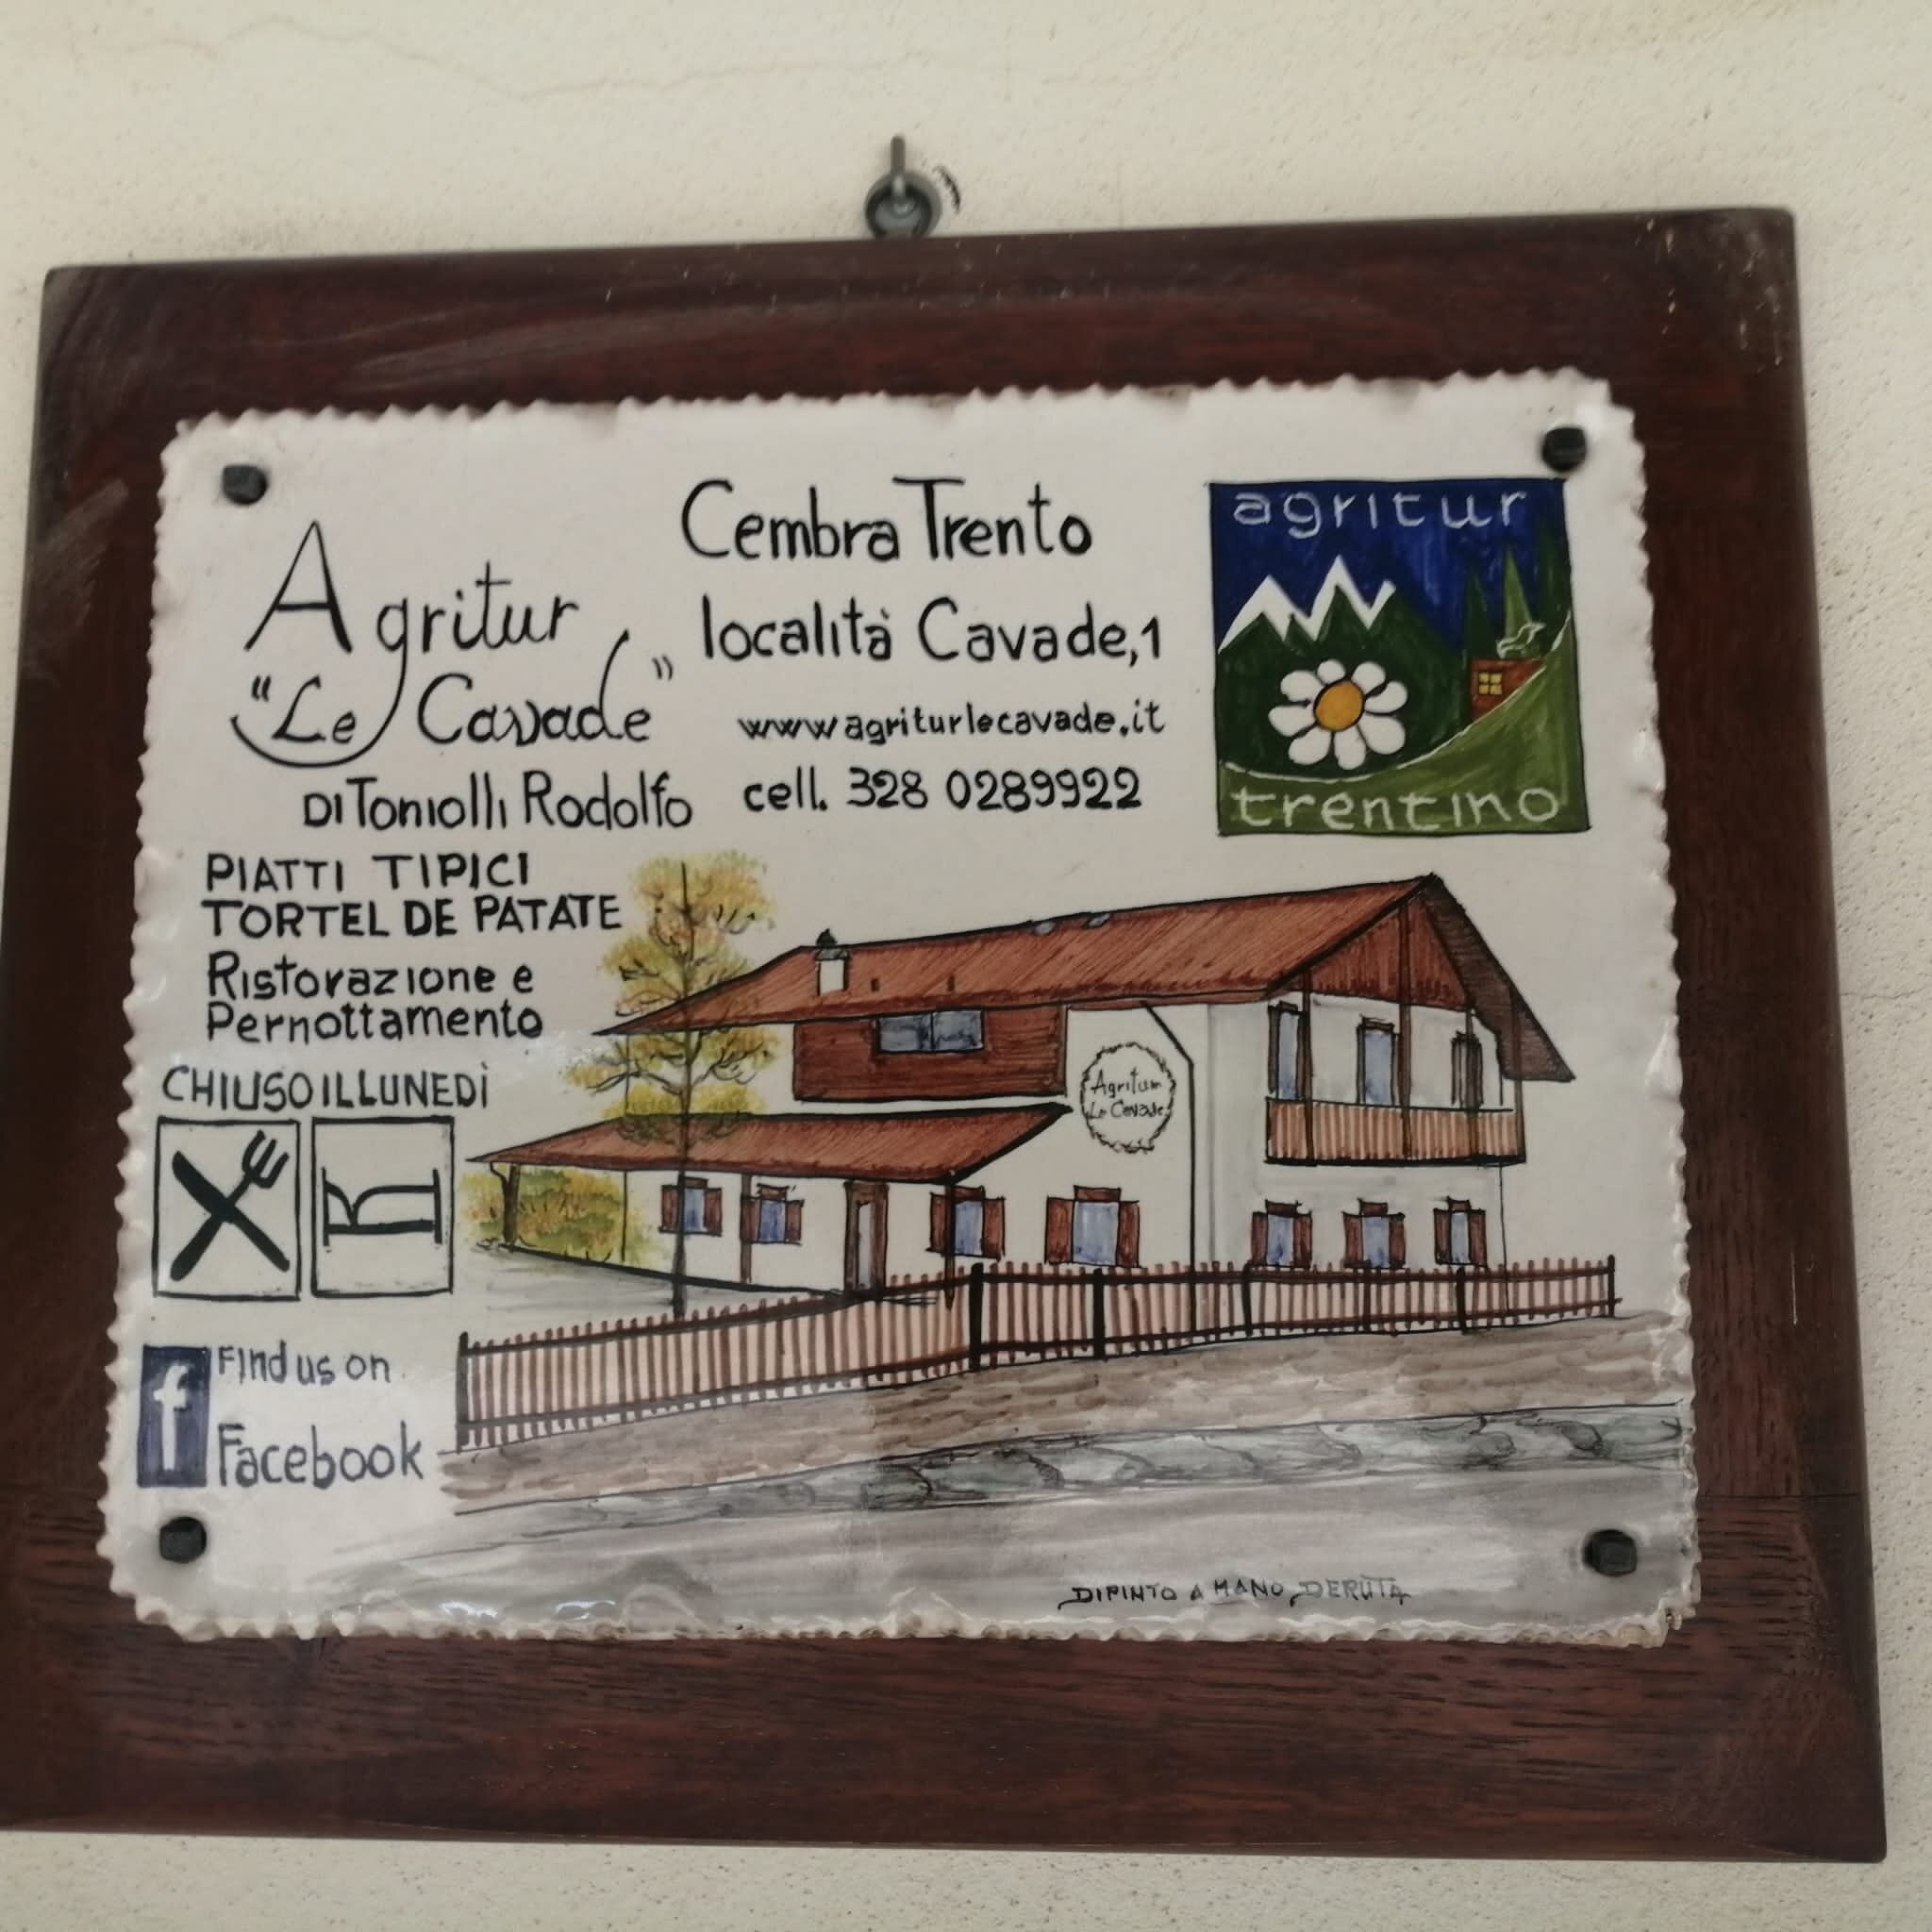 Agritur
"Le Cavade"
DI Toniolli Rodolfo
Cembra Trento
località Cavade,1
www.agriturlecavade.it
cell. 328 0289922
agritur
trentino
PIATTI TIPICI
TORTEL DE PATATE
Ristorazione e
Pernottamento
CHIUSO IL LUNEDÌ
Agritur
Le Cavade
f
Find us on
Facebook
DIPINTO A MANO DERUTA